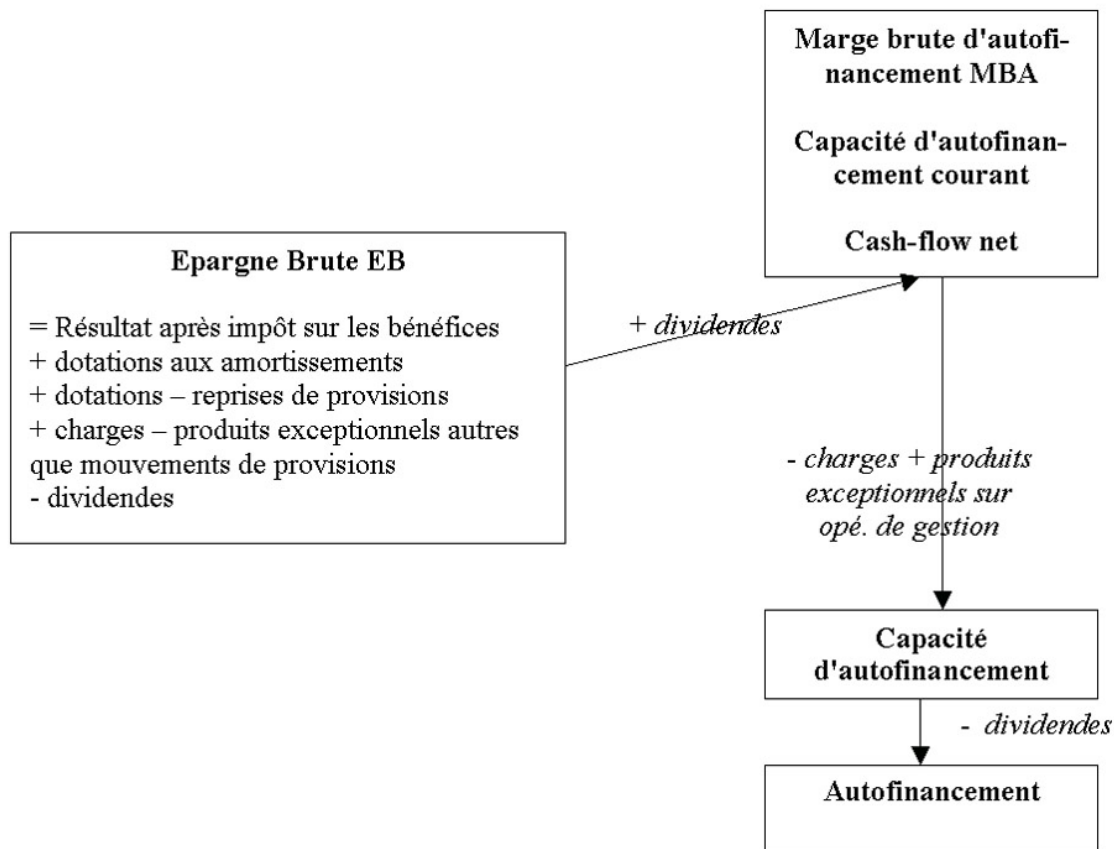 Marge brute d'autofi-
nancement MBA
Capacité d'autofinan-
cement courant
Cash-flow net
Epargne Brute EB
= Résultat après impôt sur les bénéfices
+ dotations aux amortissements
+ dotations – reprises de provisions
+ charges – produits exceptionnels autres
que mouvements de provisions
- dividendes
+ dividendes
- charges + produits
exceptionnels sur
opé. de gestion
Capacité
d'autofinancement
- dividendes
Autofinancement